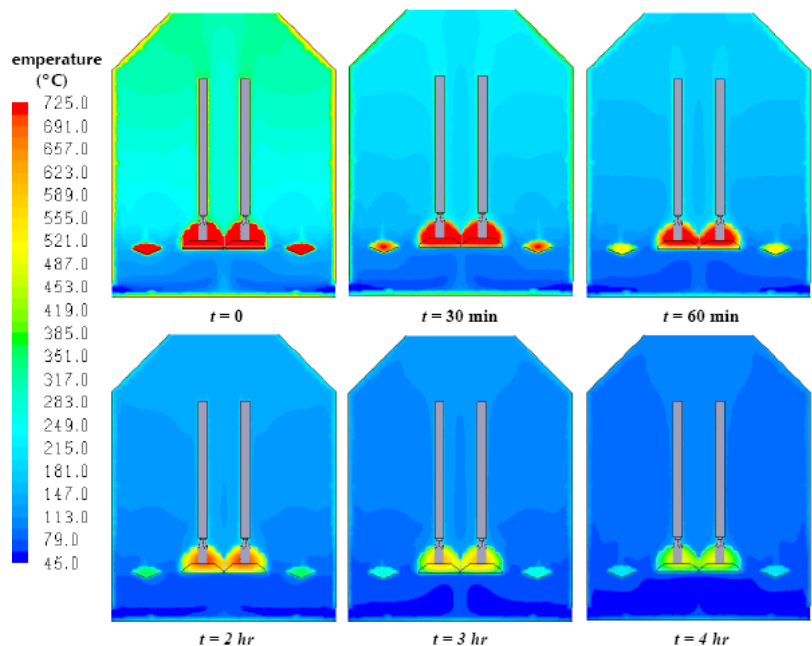 emperature
(°C)
725.0
691.0
657.0
623.0
589.0
555.0
521.0
487.0
453.0
419.0
385.0
351.0
317.0
283.0
249.0
215.0
181.0
147.0
113.0
79.0
45.0
t = 0
t = 30 min
t = 60 min
t = 2 hr
t = 3 hr
t = 4 hr